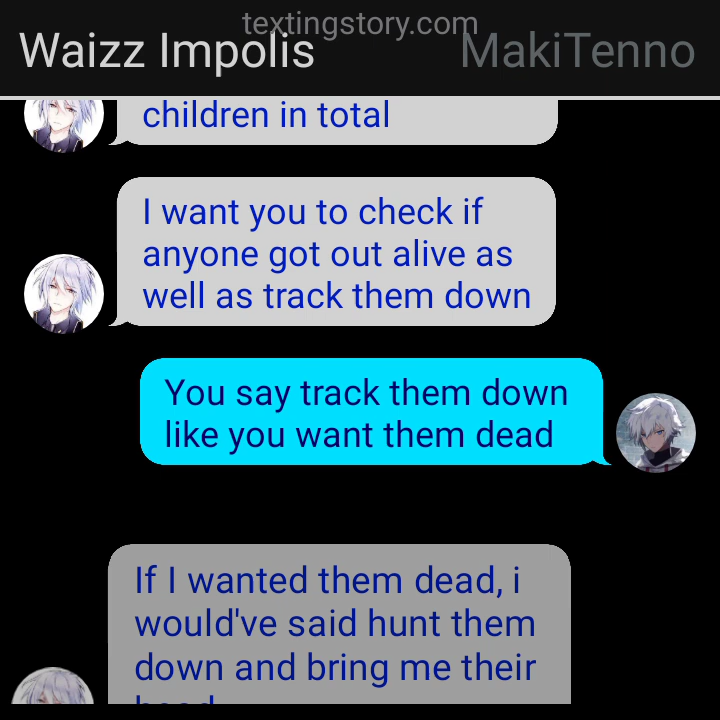 textingstory.com
Waizz Impolis
MakiTenno
children in total
I want you to check if
anyone got out alive as
well as track them down
You say track them down
like you want them dead
If I wanted them dead, i
would've said hunt them
down and bring me their